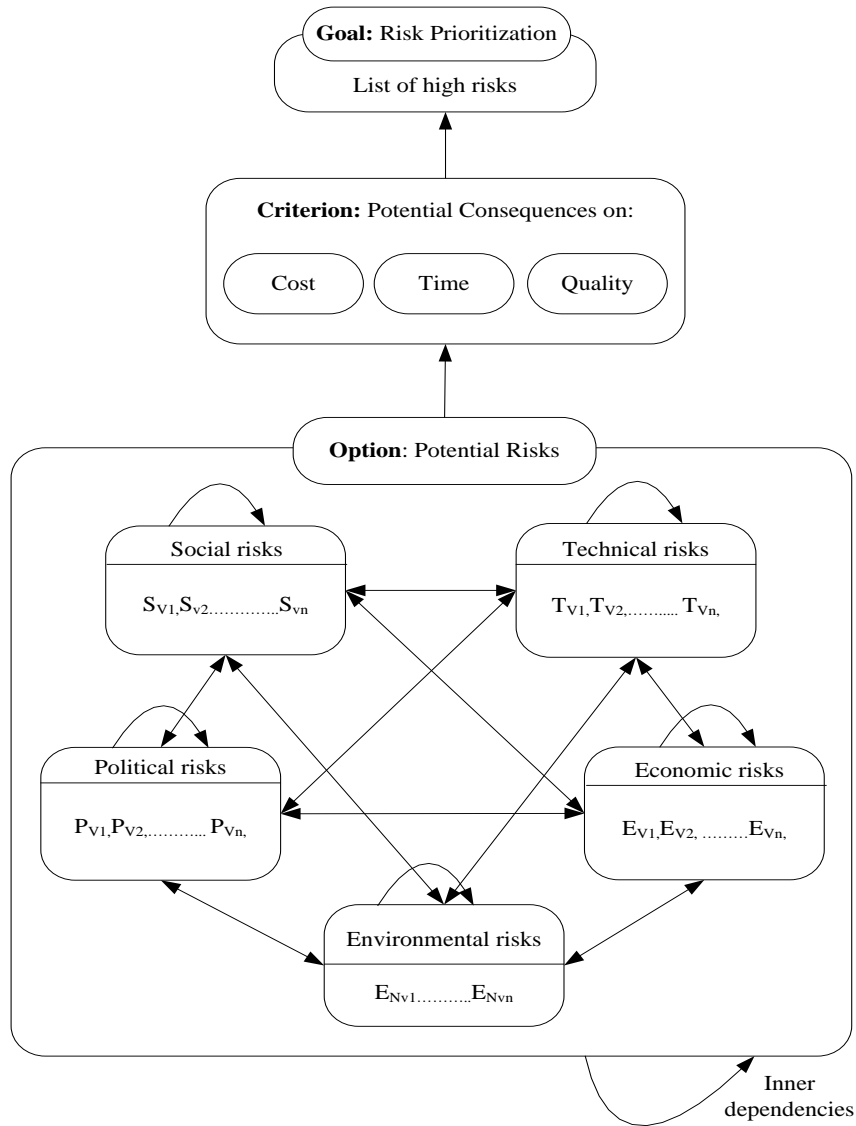 Goal: Risk Prioritization
List of high risks
Criterion: Potential Consequences on:
Cost
Time
Quality
Option: Potential Risks
Social risks
SV1,Sv2…………..Svn
Technical risks
TV1,TV2,…….…. TVn,
Political risks
PV1,PV2,……….. PVn,
Economic risks
EV1,EV2, ………EVn,
Environmental risks
ENv1………..ENvn
Inner
dependencies